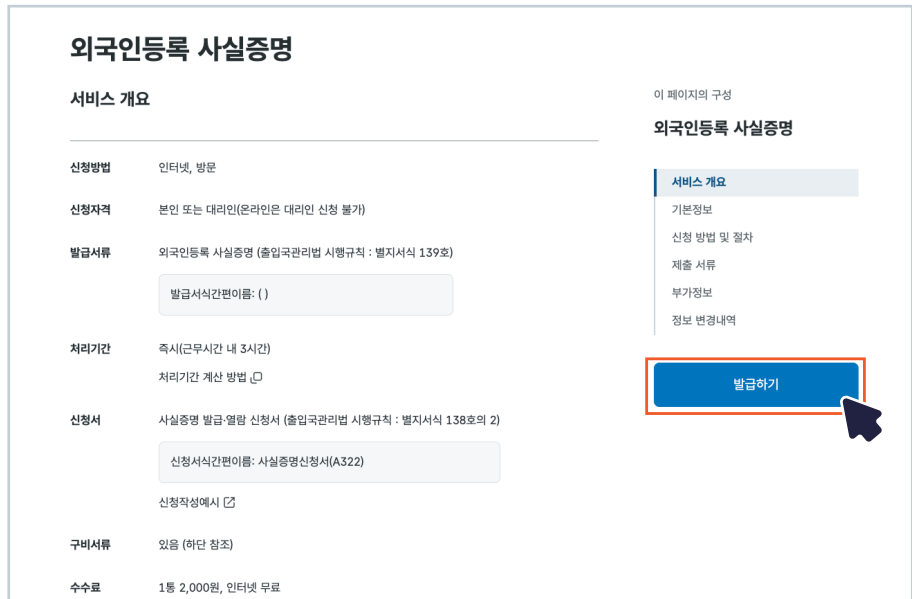 외국인등록 사실증명
서비스 개요
신청방법 인터넷, 방문
신청자격 본인 또는 대리인(온라인은 대리인 신청 불가)
발급서류 외국인등록 사실증명 (출입국관리법 시행규칙 : 별지서식 139호)
발급서식간편이름: ( )
처리기간 즉시(근무시간 내 3시간)
처리기간 계산 방법
신청서 사실증명 발급·열람 신청서 (출입국관리법 시행규칙 : 별지서식 138호의 2)
신청서식간편이름: 사실증명신청서(A322)
신청작성예시
구비서류 있음 (하단 참조)
수수료 1통 2,000원, 인터넷 무료
이 페이지의 구성
외국인등록 사실증명
서비스 개요
기본정보
신청 방법 및 절차
제출 서류
부가정보
정보 변경내역
발급하기